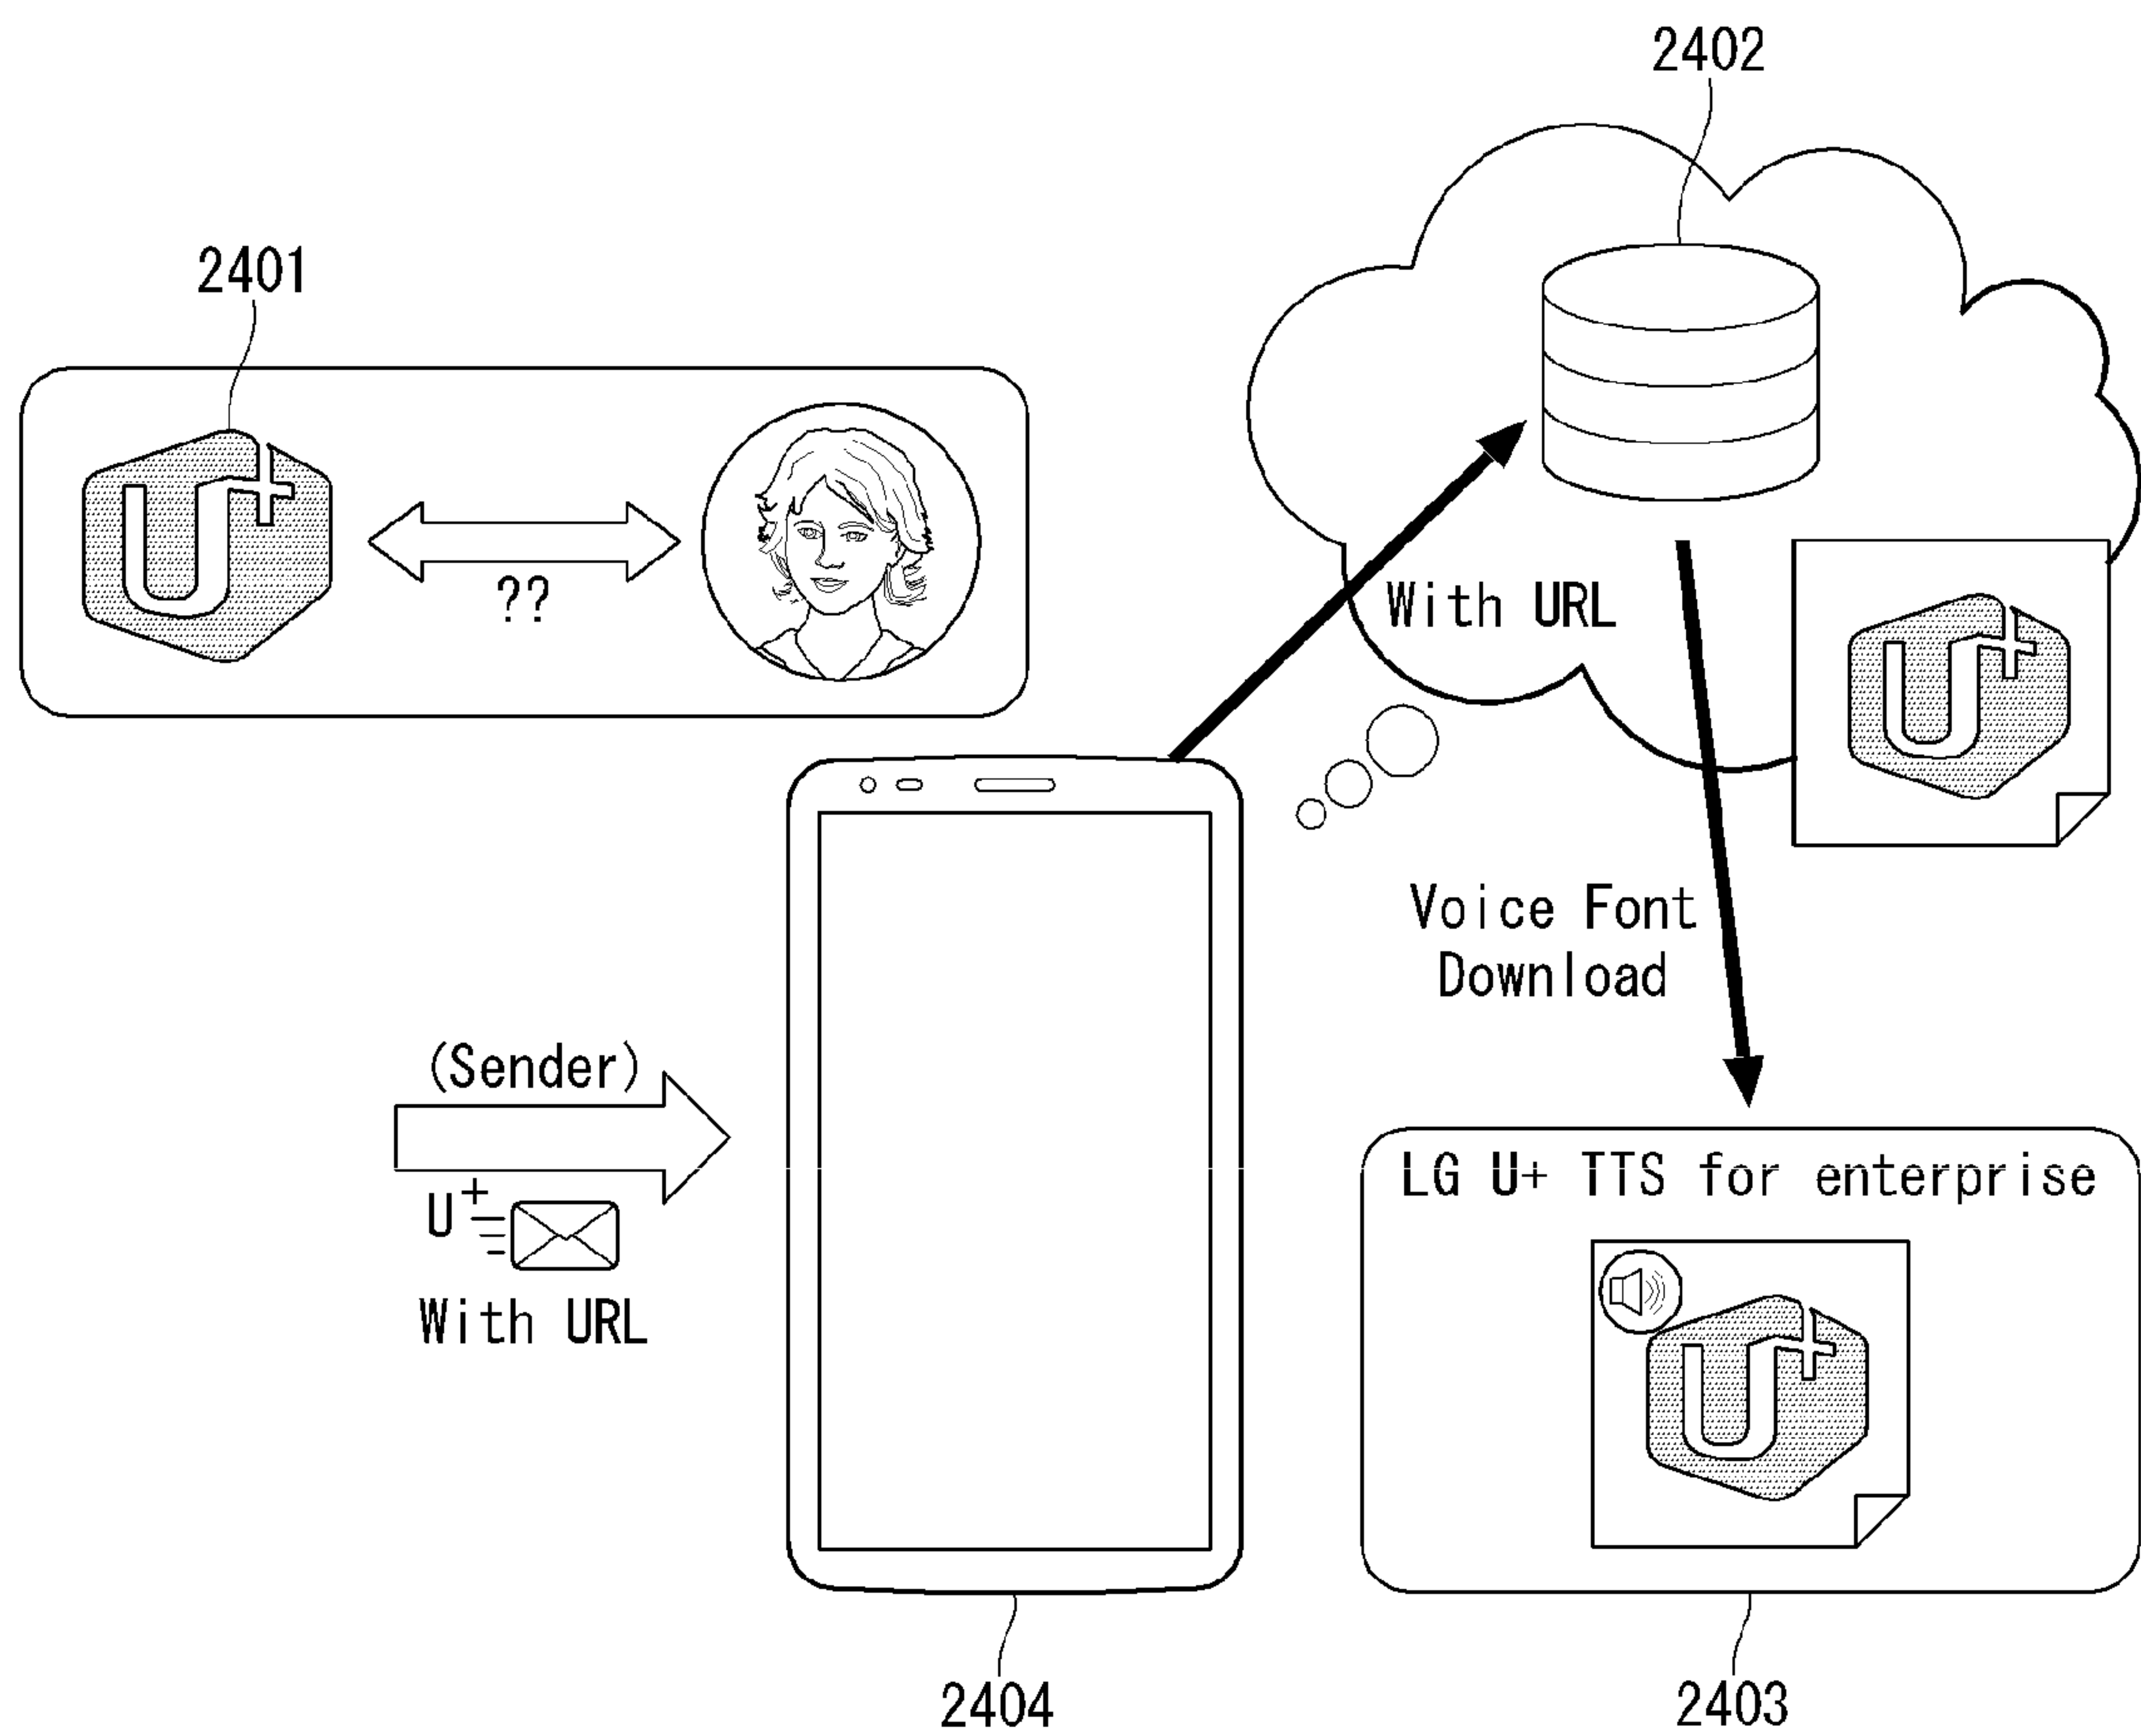 2402
2401
U+
??
With URL
U+
Voice Font
Download
(Sender)
U+
With URL
LG U+ TTS for enterprise
U+
2404
2403